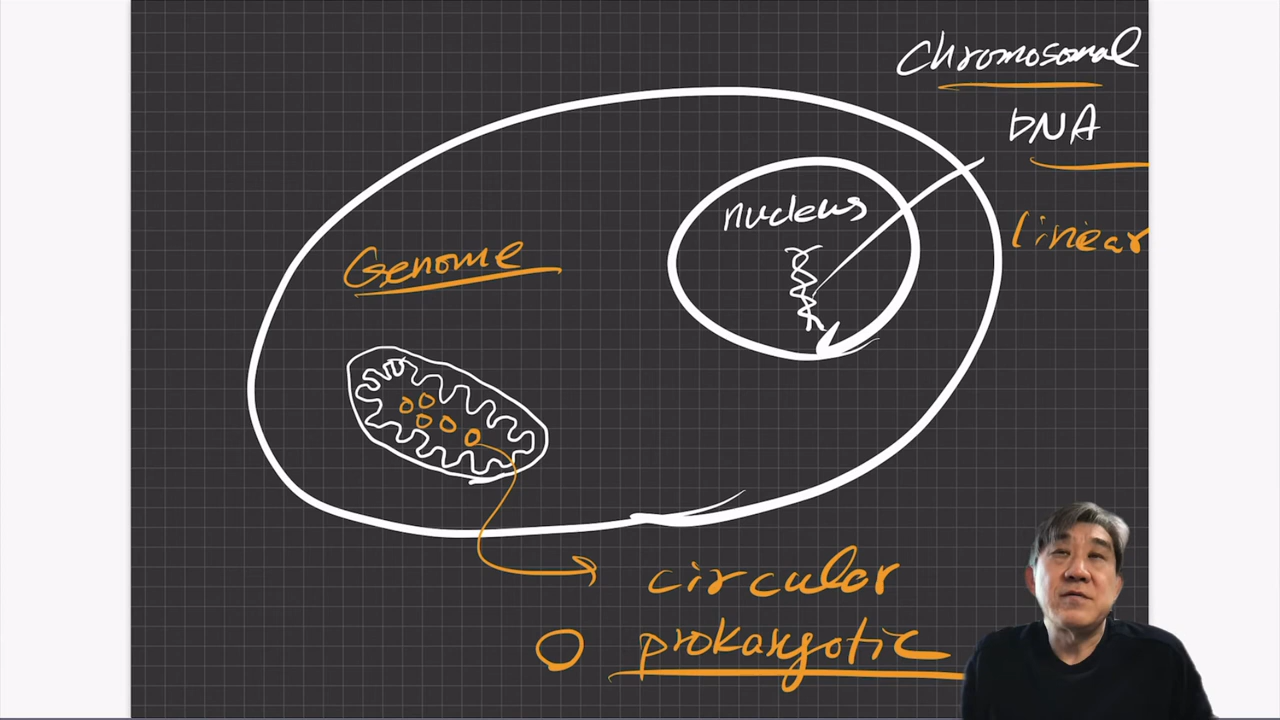 Chromosomal
DNA
nucleus
linear
Genome
circular
prokaryotic